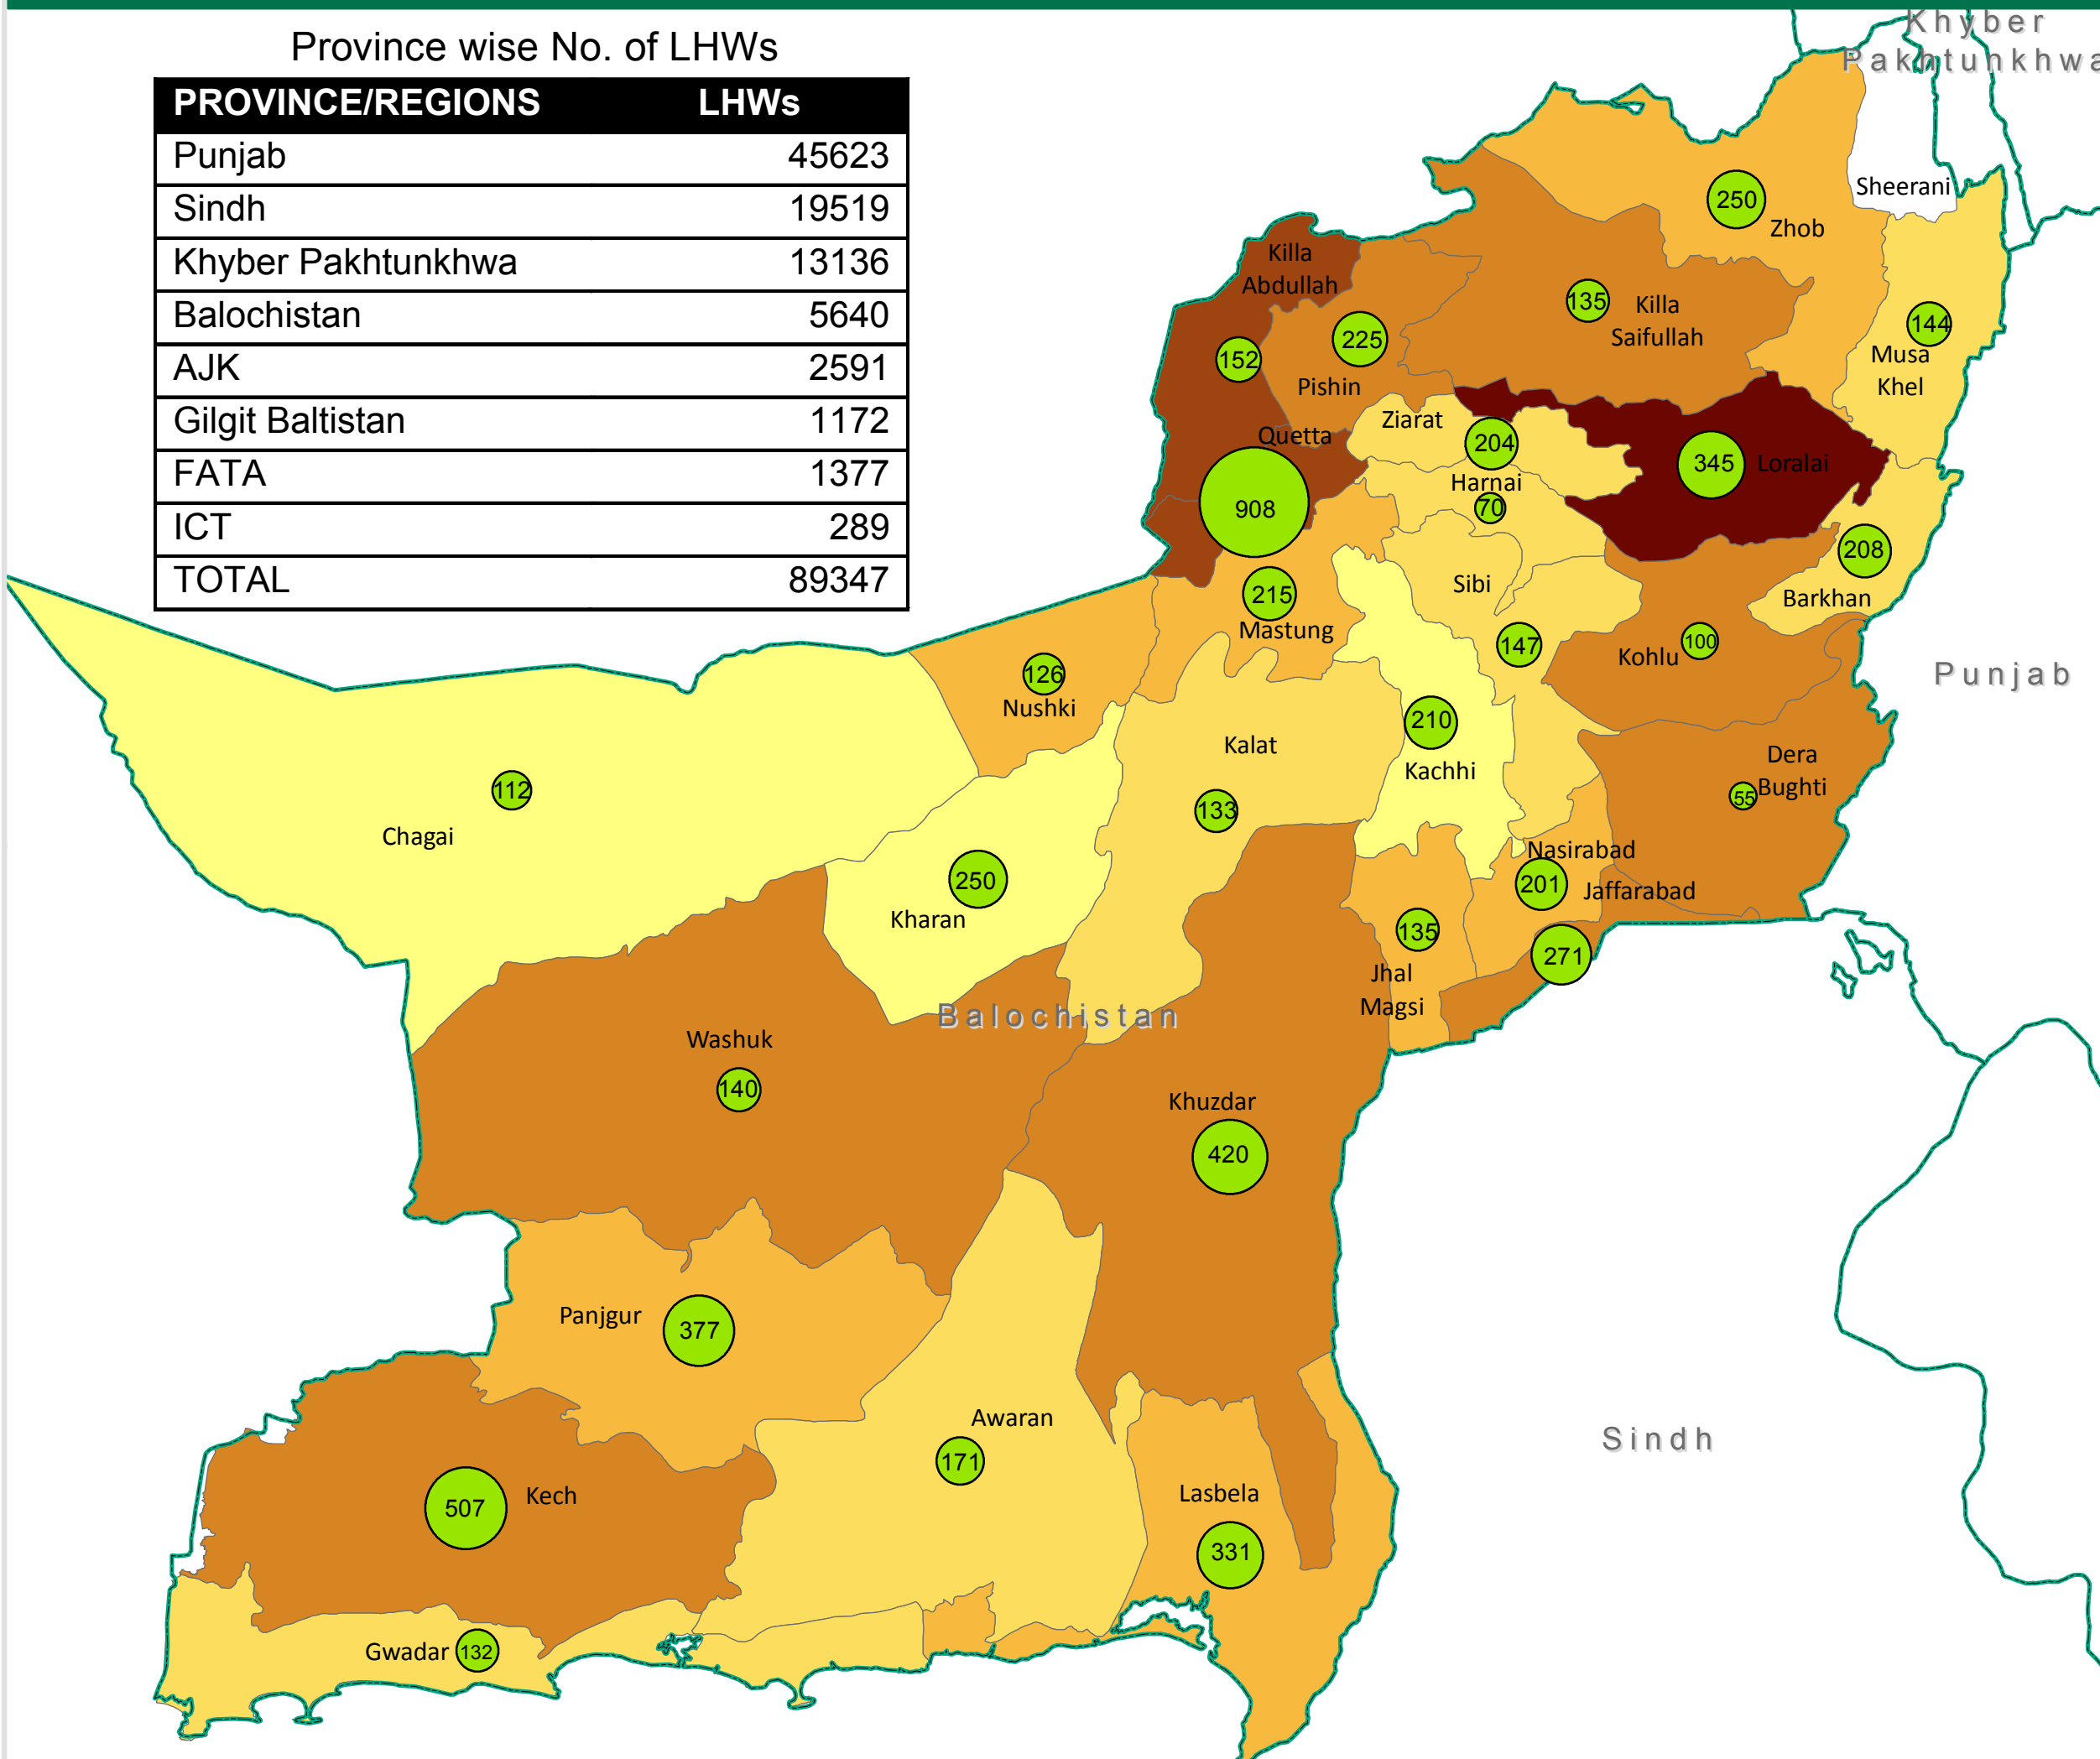 Province wise No. of LHWs
PROVINCE/REGIONS LHWs
Punjab 45623
Sindh 19519
Khyber Pakhtunkhwa 13136
Balochistan 5640
AJK 2591
Gilgit Baltistan 1172
FATA 1377
ICT 289
TOTAL 89347
Khyber
Pakhtunkhwa
Sheerani
250
Zhob
Killa
Abdullah
152
225
Pishin
135
Killa
Saifullah
144
Musa
Khel
Ziarat
204
Quetta
908
Harnai
70
345
Loralai
208
Barkhan
215
Mastung
Sibi
147
Kohlu
100
Punjab
126
Nushki
Kalat
133
210
Kachhi
Dera
Bughti
55
112
Chagai
250
Kharan
Nasirabad
201
Jaffarabad
271
135
Jhal
Magsi
Balochistan
Washuk
140
Khuzdar
420
Panjgur
377
Awaran
171
Sindh
Kech
507
Lasbela
331
Gwadar
132